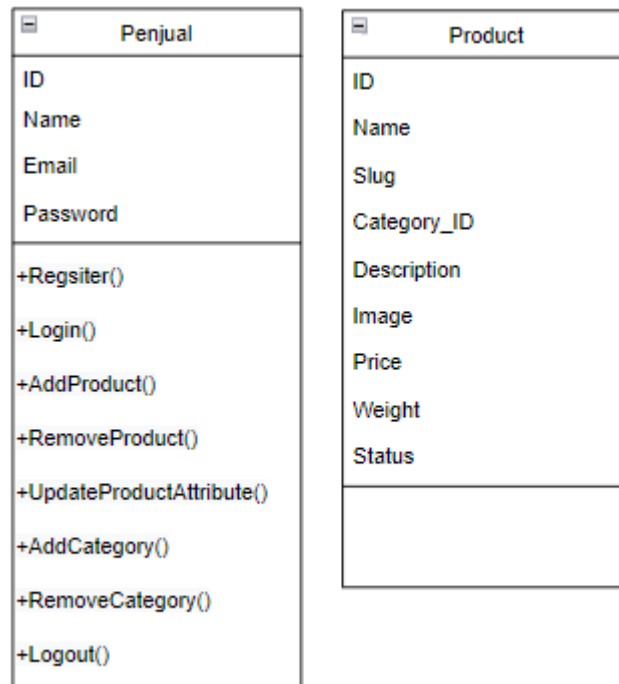 Penjual
ID
Name
Email
Password
+Regsiter()
+Login()
+AddProduct()
+RemoveProduct()
+UpdateProductAttribute()
+AddCategory()
+RemoveCategory()
+Logout()
Product
ID
Name
Slug
Category_ID
Description
Image
Price
Weight
Status